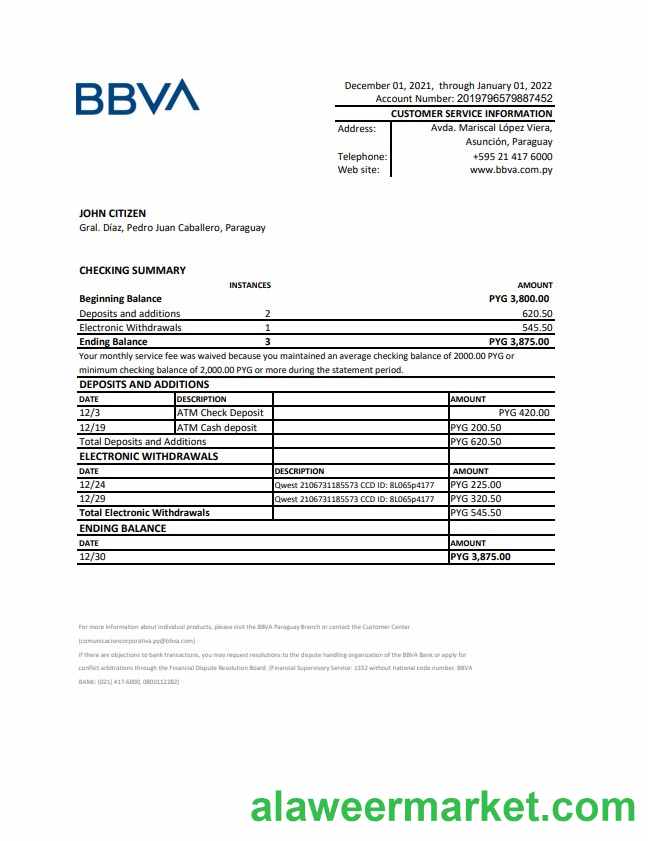 BBVA
December 01, 2021, through January 01, 2022
Account Number: 2019796579887452
CUSTOMER SERVICE INFORMATION
Address: Avda. Mariscal López Viera,
Asunción, Paraguay
Telephone: +595 21 417 6000
Web site: www.bbva.com.py
JOHN CITIZEN
Gral. Díaz, Pedro Juan Caballero, Paraguay
CHECKING SUMMARY
INSTANCES AMOUNT
Beginning Balance PYG 3,800.00
Deposits and additions 2 620.50
Electronic Withdrawals 1 545.50
Ending Balance 3 PYG 3,875.00
Your monthly service fee was waived because you maintained an average checking balance of 2000.00 PYG or
minimum checking balance of 2,000.00 PYG or more during the statement period.
DEPOSITS AND ADDITIONS
DATE DESCRIPTION AMOUNT
12/3 ATM Check Deposit PYG 420.00
12/19 ATM Cash deposit PYG 200.50
Total Deposits and Additions PYG 620.50
ELECTRONIC WITHDRAWALS
DATE DESCRIPTION AMOUNT
12/24 Qwest 2106731185573 CCD ID: 8L065p4177 PYG 225.00
12/29 Qwest 2106731185573 CCD ID: 8L065p4177 PYG 320.50
Total Electronic Withdrawals PYG 545.50
ENDING BALANCE
DATE AMOUNT
12/30 PYG 3,875.00
For more information about individual products, please visit the BBVA Paraguay Branch or contact the Customer Center.
(comunicacioncorporativa.py@bbva.com)
If there are objections to bank transactions, you may request resolutions to the dispute handling organization of the BBVA Bank or apply for
conflict arbitrations through the Financial Dispute Resolution Board. (Financial Supervisory Service: 1332 without national code number. BBVA
BANK: (021) 417-6000, 0800112282)
alaweermarket.com